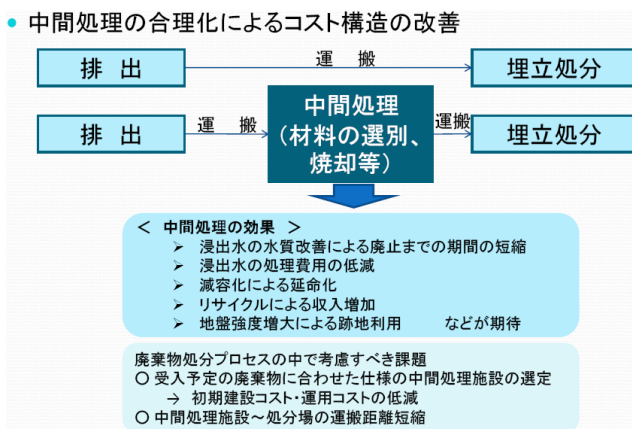 • 中間処理の合理化によるコスト構造の改善
排 出 運 搬 埋立処分
排 出 運 搬 中間処理 運搬 埋立処分
(材料の選別、
焼却等)
< 中間処理の効果 >
➢ 浸出水の水質改善による廃止までの期間の短縮
➢ 浸出水の処理費用の低減
➢ 減容化による延命化
➢ リサイクルによる収入増加
➢ 地盤強度増大による跡地利用 などが期待
廃棄物処分プロセスの中で考慮すべき課題
○ 受入予定の廃棄物に合わせた仕様の中間処理施設の選定
→ 初期建設コスト・運用コストの低減
○ 中間処理施設~処分場の運搬距離短縮